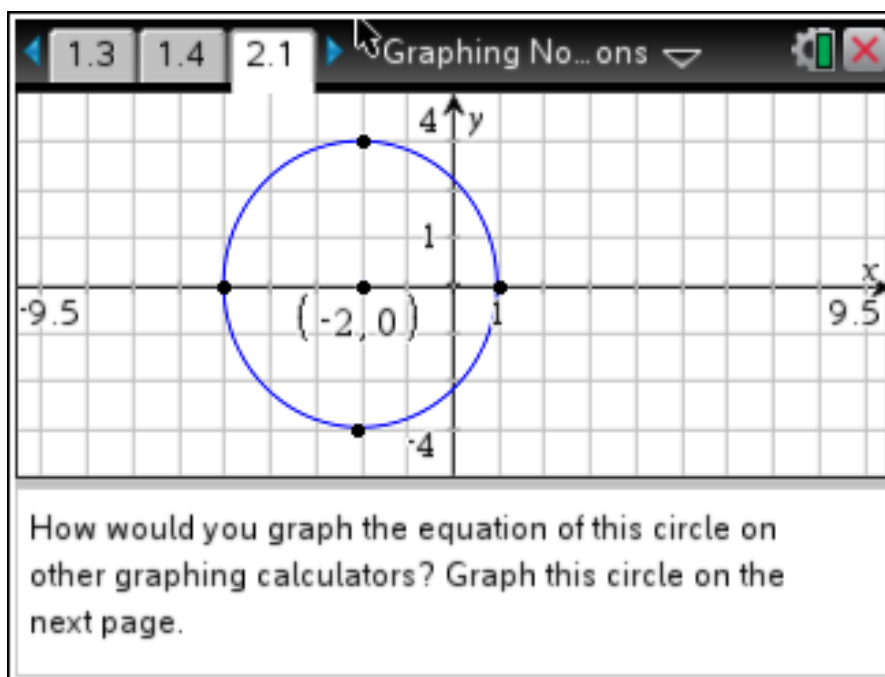 1.3 1.4 2.1 Graphing No...ons
4 y
1
x
-9.5 (-2,0) 1 9.5
-4
How would you graph the equation of this circle on
other graphing calculators? Graph this circle on the
next page.